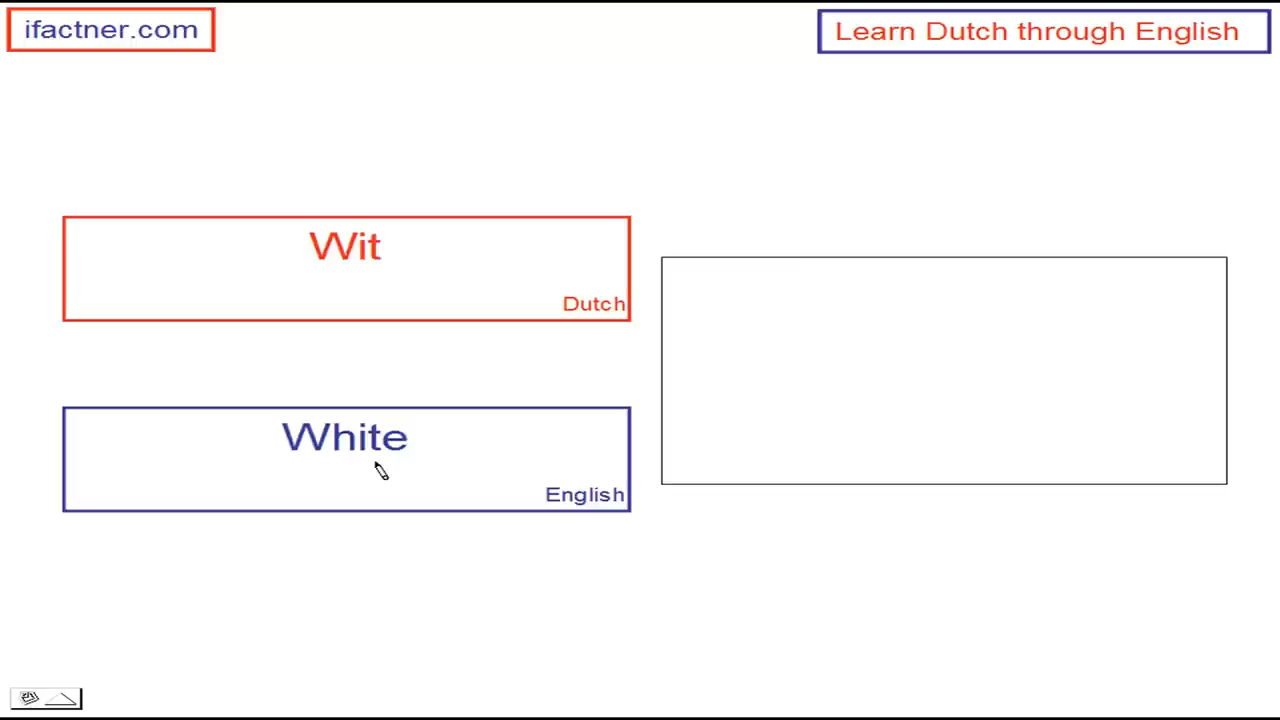 ifactner.com
Learn Dutch through English
Wit
Dutch
White
English